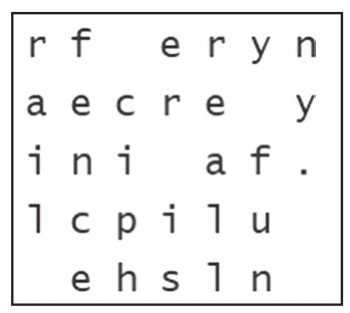 r f   e r y n
a e c r e   y
i n i   a f .
l c p i l u
  e h s l n